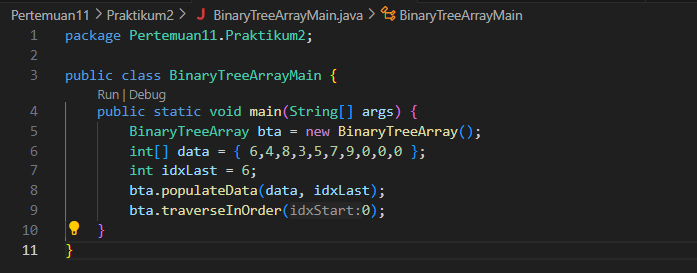 Pertemuan11 > Praktikum2 > J BinaryTreeArrayMain.java > BinaryTreeArrayMain
1 package Pertemuan11.Praktikum2;
2
3 public class BinaryTreeArrayMain {
Run | Debug
4 public static void main(String[] args) {
5 BinaryTreeArray bta = new BinaryTreeArray();
6 int[] data = { 6,4,8,3,5,7,9,0,0,0 };
7 int idxLast = 6;
8 bta.populateData(data, idxLast);
9 bta.traverseInOrder(idxStart:0);
10 }
11 }